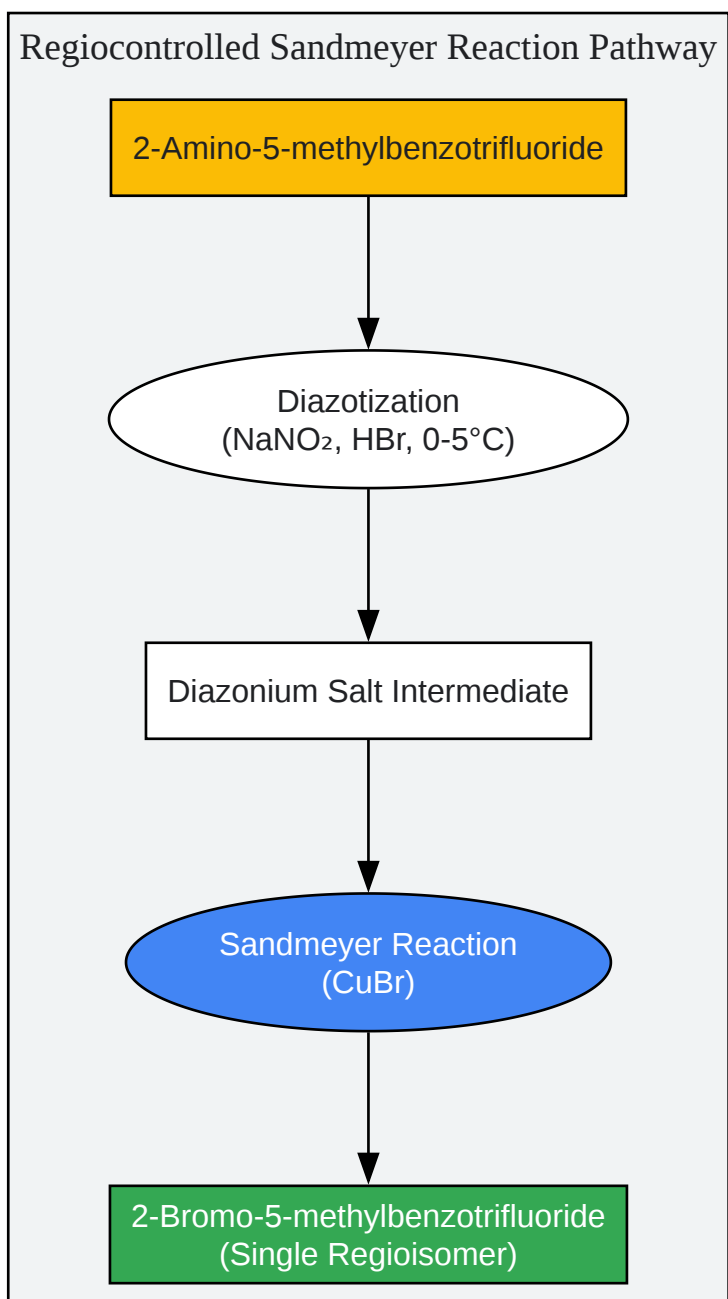 Regiocontrolled Sandmeyer Reaction Pathway
2-Amino-5-methylbenzotrifluoride
Diazotization
(NaNO₂, HBr, 0-5°C)
Diazonium Salt Intermediate
Sandmeyer Reaction
(CuBr)
2-Bromo-5-methylbenzotrifluoride
(Single Regioisomer)